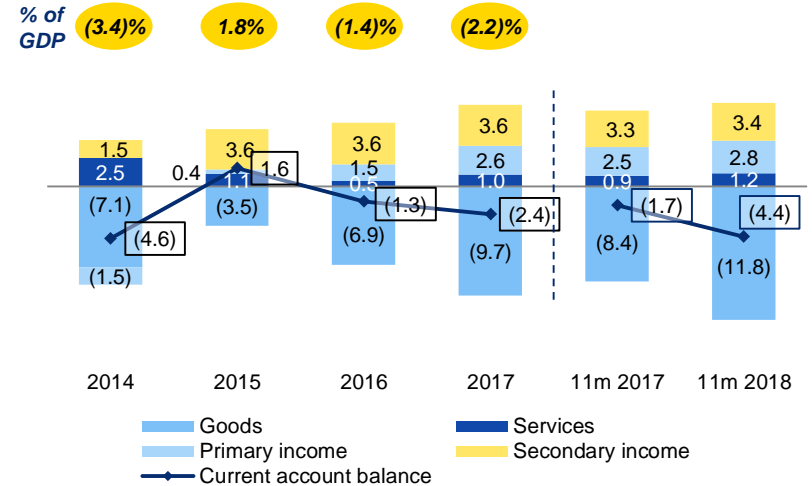 % of GDP
(3.4)% 1.8% (1.4)% (2.2)%
1.5 3.6 3.6 3.6 3.3 3.4
2.5 0.4 1.1 1.6 1.5 0.5 2.6 1.0 2.5 0.9 2.8 1.2
(7.1) (3.5) (1.3) (2.4) (1.7) (4.4)
(4.6) (6.9) (9.7) (8.4) (11.8)
(1.5)
2014 2015 2016 2017 11m 2017 11m 2018
Goods Services
Primary income Secondary income
Current account balance